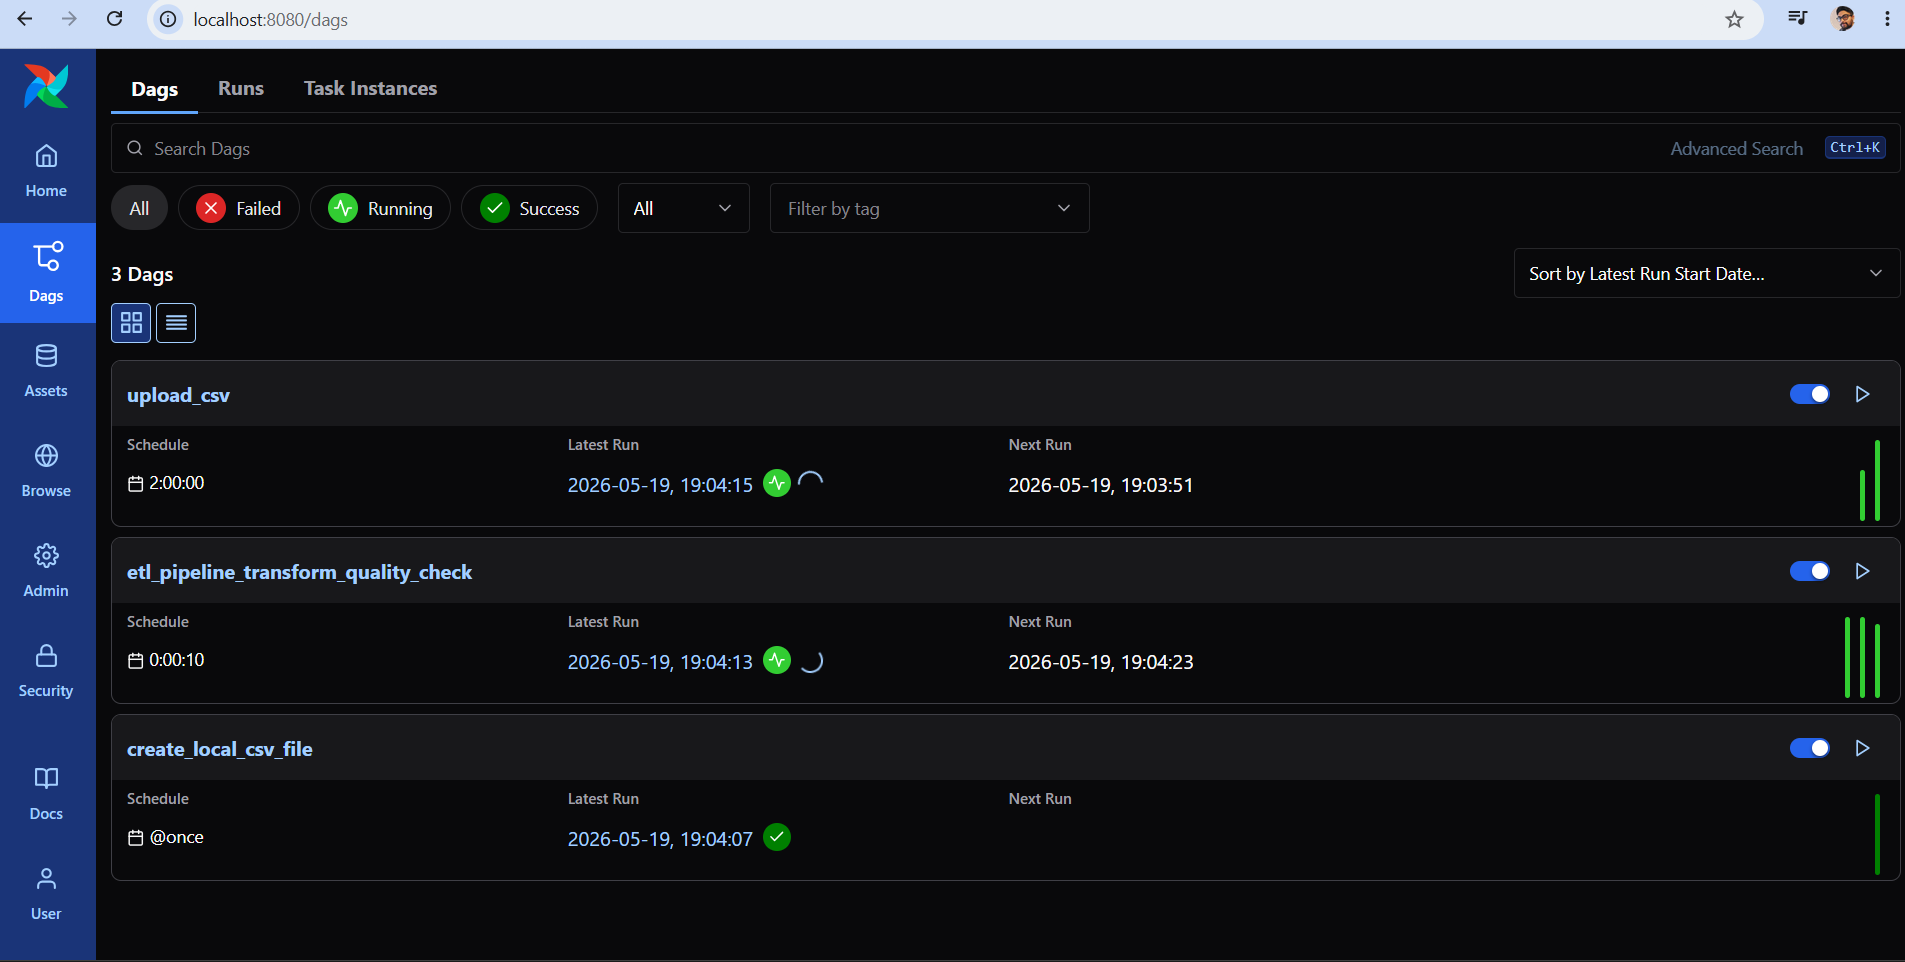 localhost:8080/dags
Dags Runs Task Instances
Search Dags Advanced Search Ctrl+K
All Failed Running Success All Filter by tag
3 Dags Sort by Latest Run Start Date...
Home
Dags
Assets
Browse
Admin
Security
Docs
User
upload_csv
Schedule Latest Run Next Run
2:00:00 2026-05-19, 19:04:15 2026-05-19, 19:03:51
etl_pipeline_transform_quality_check
Schedule Latest Run Next Run
0:00:10 2026-05-19, 19:04:13 2026-05-19, 19:04:23
create_local_csv_file
Schedule Latest Run Next Run
@once 2026-05-19, 19:04:07